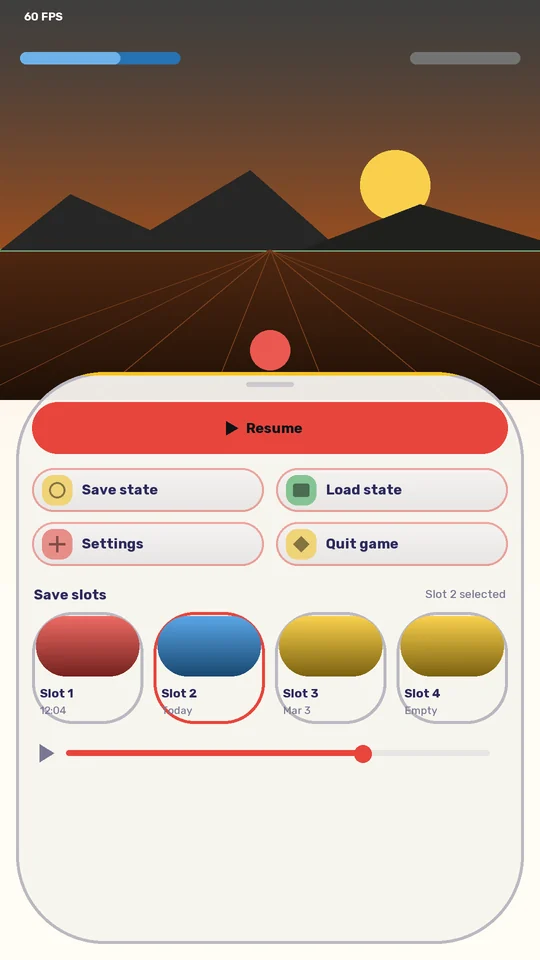 60 FPS
Resume
Save state
Load state
Settings
Quit game
Save slots
Slot 2 selected
Slot 1
12:04
Slot 2
Today
Slot 3
Mar 3
Slot 4
Empty